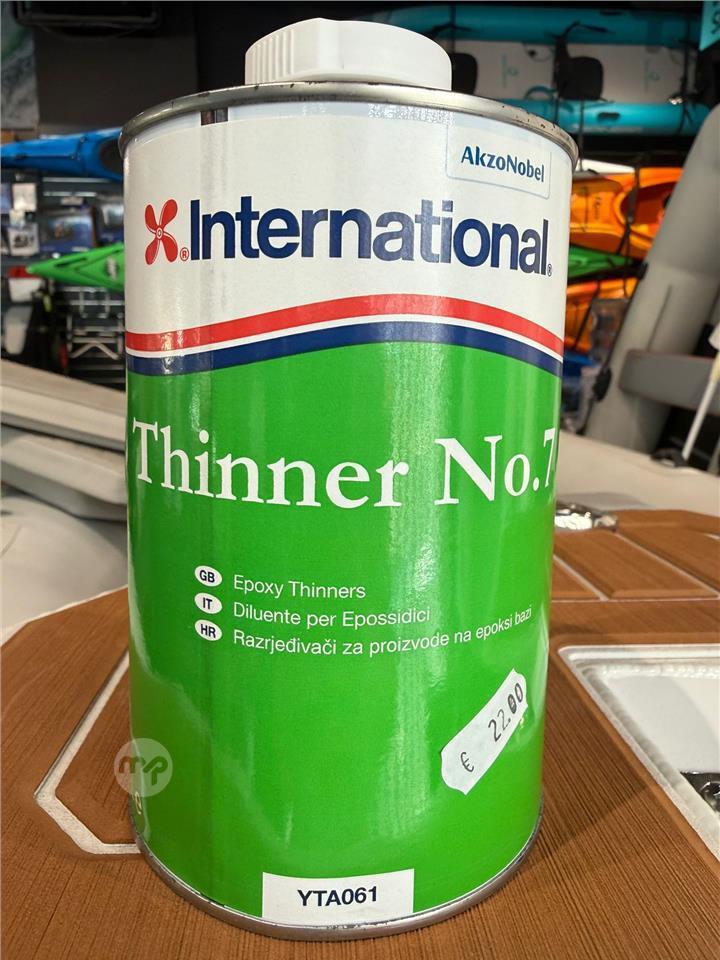 AkzoNobel
International
Thinner No.7
GB Epoxy Thinners
IT Diluente per Epossidici
HR Razrjeđivači za proizvode na epoksi bazi
€ 22.00
mp
YTA061